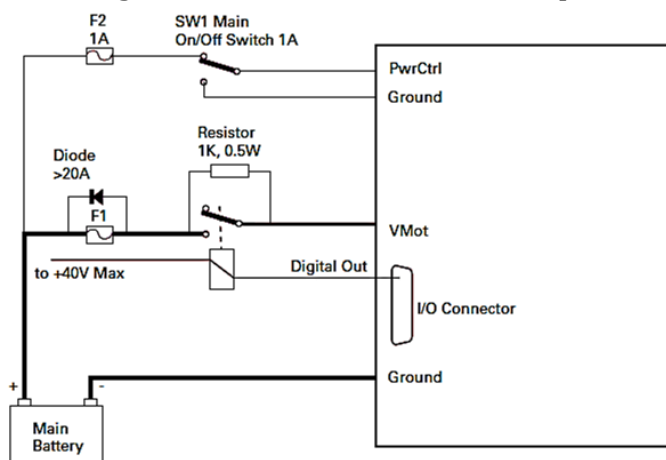 F2
1A
SW1 Main
On/Off Switch 1A
PwrCtrl
Ground
Resistor
1K, 0.5W
Diode
>20A
F1
VMot
to +40V Max
Digital Out
I/O Connector
Ground
+
-
Main
Battery